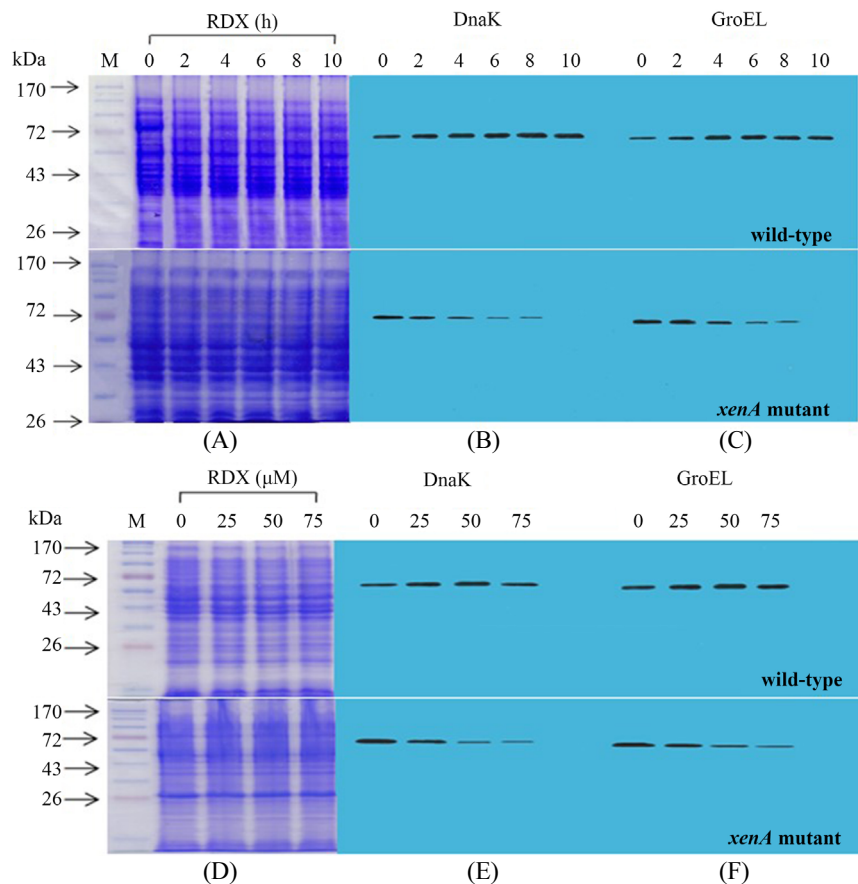 RDX (h) DnaK GroEL
kDa M 0 2 4 6 8 10 0 2 4 6 8 10 0 2 4 6 8 10
170
72
43
26
wild-type
170
72
43
26
xenA mutant
(A) (B) (C)
RDX (μM) DnaK GroEL
kDa M 0 25 50 75 0 25 50 75 0 25 50 75
170
72
43
26
wild-type
170
72
43
26
xenA mutant
(D) (E) (F)